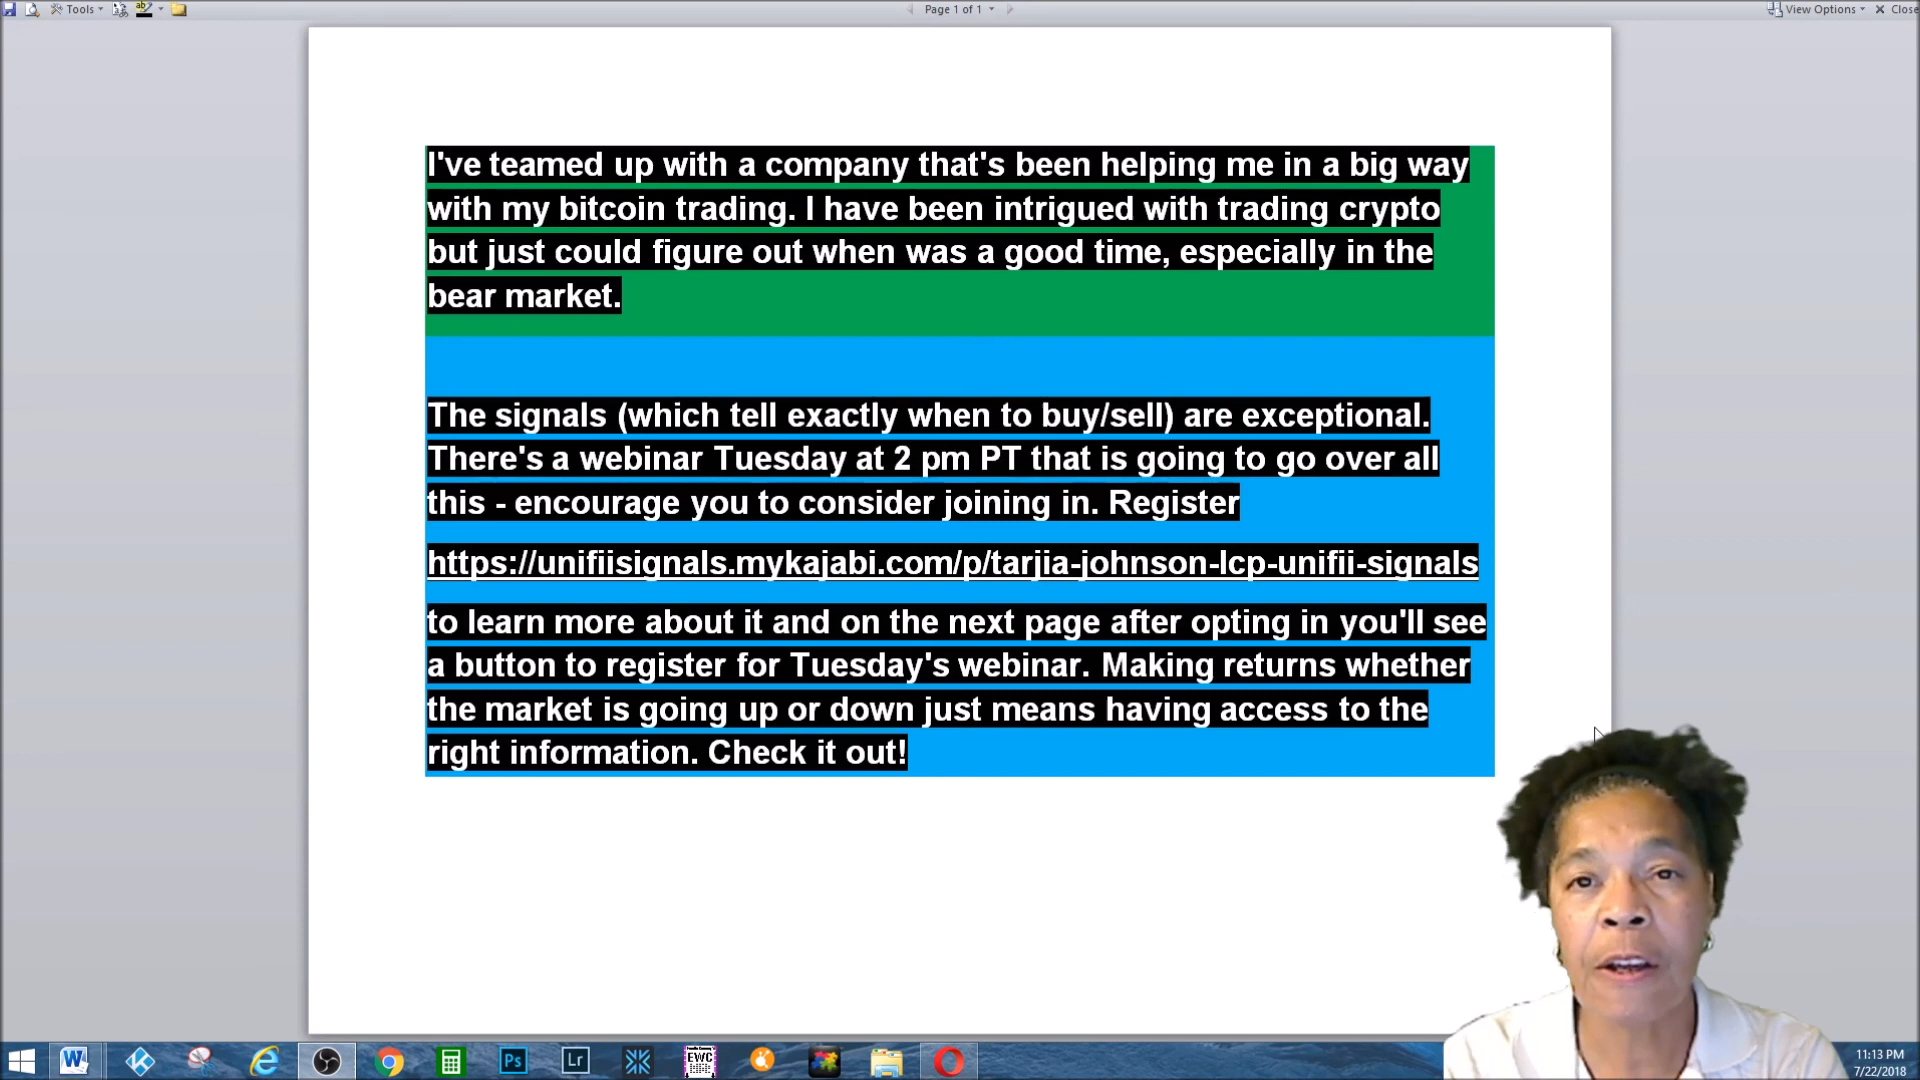 Tools
Page 1 of 1
View Options
Close
I've teamed up with a company that's been helping me in a big way
with my bitcoin trading. I have been intrigued with trading crypto
but just could figure out when was a good time, especially in the
bear market.
The signals (which tell exactly when to buy/sell) are exceptional.
There's a webinar Tuesday at 2 pm PT that is going to go over all
this - encourage you to consider joining in. Register
https://unifiisignals.mykajabi.com/p/tarjia-johnson-lcp-unifii-signals
to learn more about it and on the next page after opting in you'll see
a button to register for Tuesday's webinar. Making returns whether
the market is going up or down just means having access to the
right information. Check it out!
W
Ps
Lr
EWC
11:13 PM
7/22/2018